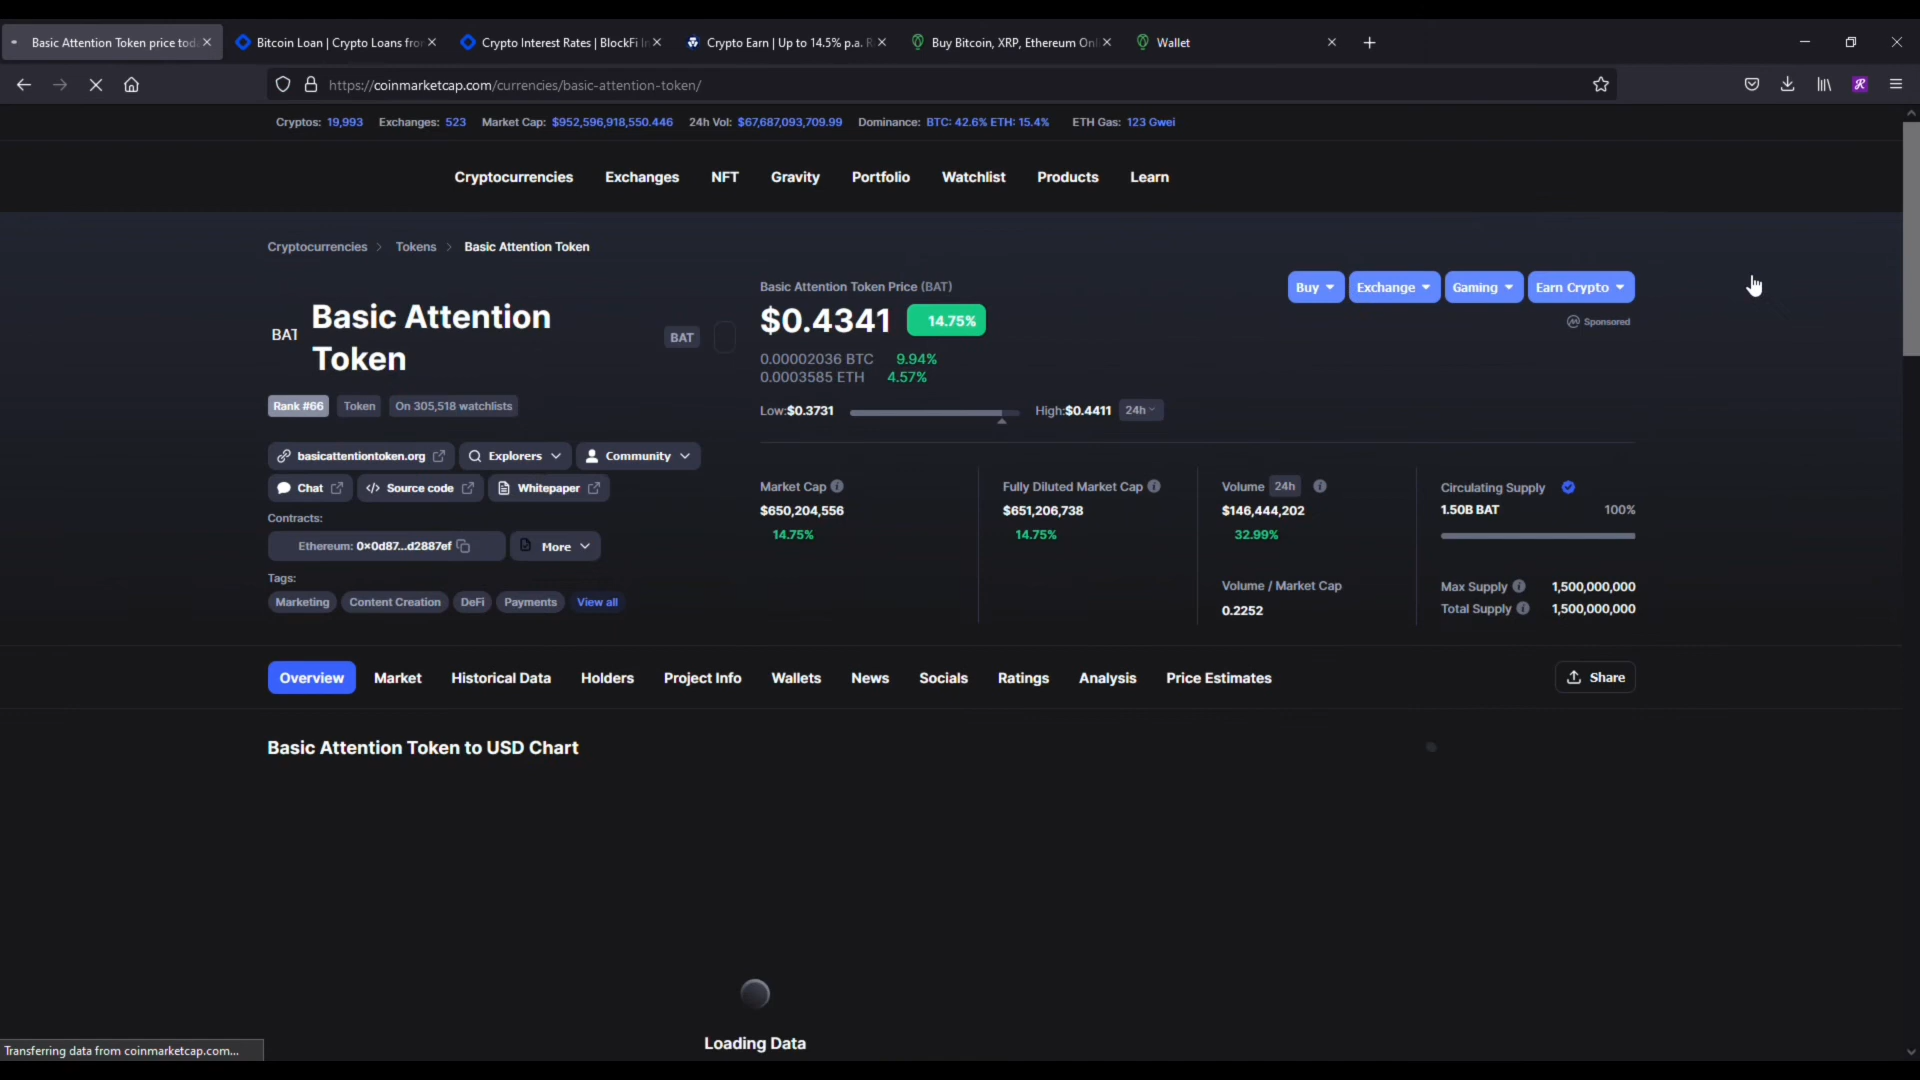 Basic Attention Token price tod
Bitcoin Loan | Crypto Loans fro
Crypto Interest Rates | BlockFi In
Crypto Earn | Up to 14.5% p.a. R
Buy Bitcoin, XRP, Ethereum Onl
Wallet
https://coinmarketcap.com/currencies/basic-attention-token/
Cryptos: 19,993 Exchanges: 523 Market Cap: $952,596,918,550.446 24h Vol: $67,687,093,709.99 Dominance: BTC: 42.6% ETH: 15.4% ETH Gas: 123 Gwei
Cryptocurrencies Exchanges NFT Gravity Portfolio Watchlist Products Learn
Cryptocurrencies > Tokens > Basic Attention Token
BAT
Basic Attention
Token
BAT
Rank #66 Token On 305,518 watchlists
basicattentiontoken.org Explorers Community
Chat Source code Whitepaper
Contracts:
Ethereum: 0x0d87...d2887ef More
Tags:
Marketing Content Creation DeFi Payments View all
Basic Attention Token Price (BAT)
$0.4341 14.75%
0.00002036 BTC 9.94%
0.0003585 ETH 4.57%
Low:$0.3731 High:$0.4411 24h
Buy Exchange Gaming Earn Crypto
Sponsored
Market Cap
$650,204,556
14.75%
Fully Diluted Market Cap
$651,206,738
14.75%
Volume 24h
$146,444,202
32.99%
Volume / Market Cap
0.2252
Circulating Supply
1.50B BAT 100%
Max Supply 1,500,000,000
Total Supply 1,500,000,000
Overview Market Historical Data Holders Project Info Wallets News Socials Ratings Analysis Price Estimates Share
Basic Attention Token to USD Chart
Loading Data
Transferring data from coinmarketcap.com...